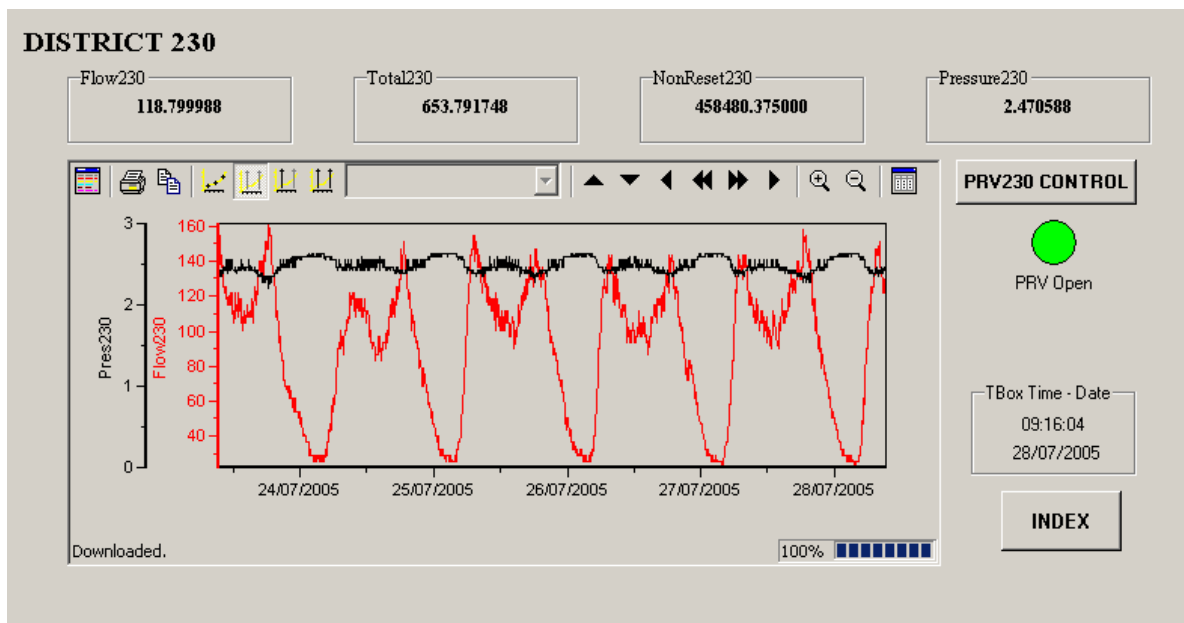 DISTRICT 230
Flow230
118.799988
Total230
653.791748
NonReset230
458480.375000
Pressure230
2.470588
PRV230 CONTROL
PRV Open
Pres230
3
2
1
0
Flow230
160
140
120
100
80
60
40
24/07/2005 25/07/2005 26/07/2005 27/07/2005 28/07/2005
TBox Time - Date
09:16:04
28/07/2005
INDEX
Downloaded.
100%